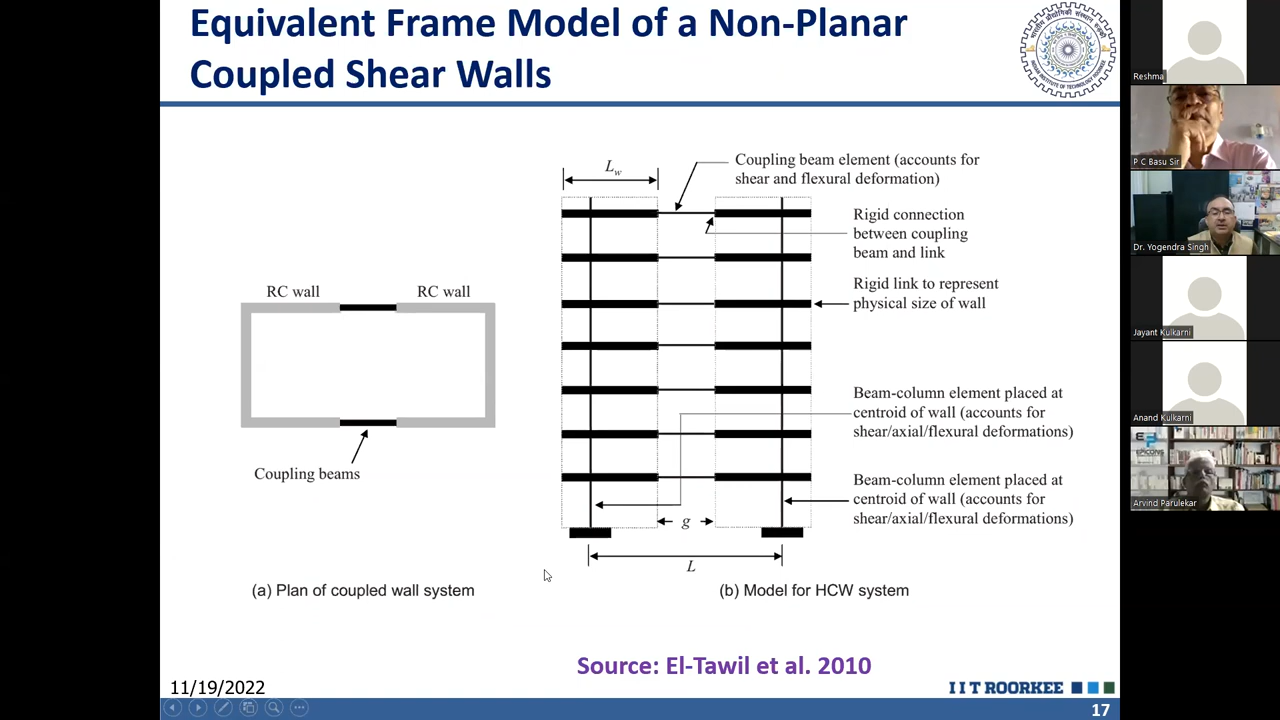 Equivalent Frame Model of a Non-Planar
Coupled Shear Walls
L_w
Coupling beam element (accounts for
shear and flexural deformation)
Rigid connection
between coupling
beam and link
Rigid link to represent
physical size of wall
RC wall
RC wall
Coupling beams
Beam-column element placed at
centroid of wall (accounts for
shear/axial/flexural deformations)
Beam-column element placed at
centroid of wall (accounts for
shear/axial/flexural deformations)
g
L
(a) Plan of coupled wall system
(b) Model for HCW system
Source: El-Tawil et al. 2010
11/19/2022
I I T ROORKEE
17
Reshma
P C Basu Sir
Dr. Yogendra Singh
Jayant Kulkarni
Anand Kulkarni
Arvind Parulekar